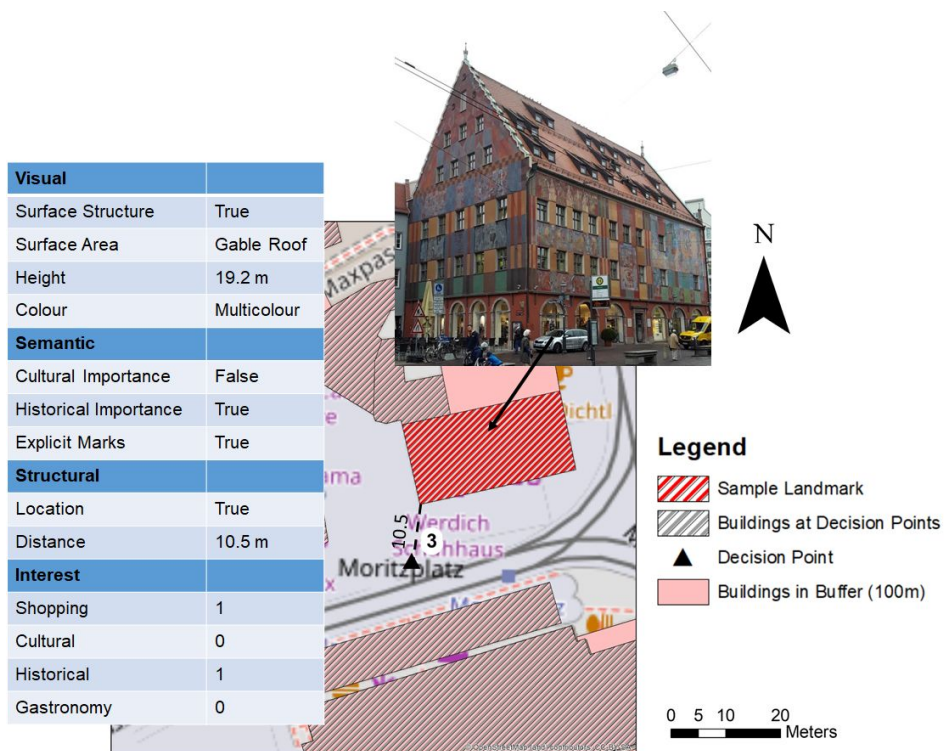 Visual
Surface Structure True
Surface Area Gable Roof
Height 19.2 m
Colour Multicolour
Semantic
Cultural Importance False
Historical Importance True
Explicit Marks True
Structural
Location True
Distance 10.5 m
Interest
Shopping 1
Cultural 0
Historical 1
Gastronomy 0
Maxpas
Dichtl
ama
10.5
3
Werdich
Schuhhaus
Moritzplatz
N
Legend
Sample Landmark
Buildings at Decision Points
Decision Point
Buildings in Buffer (100m)
0 5 10 20
Meters